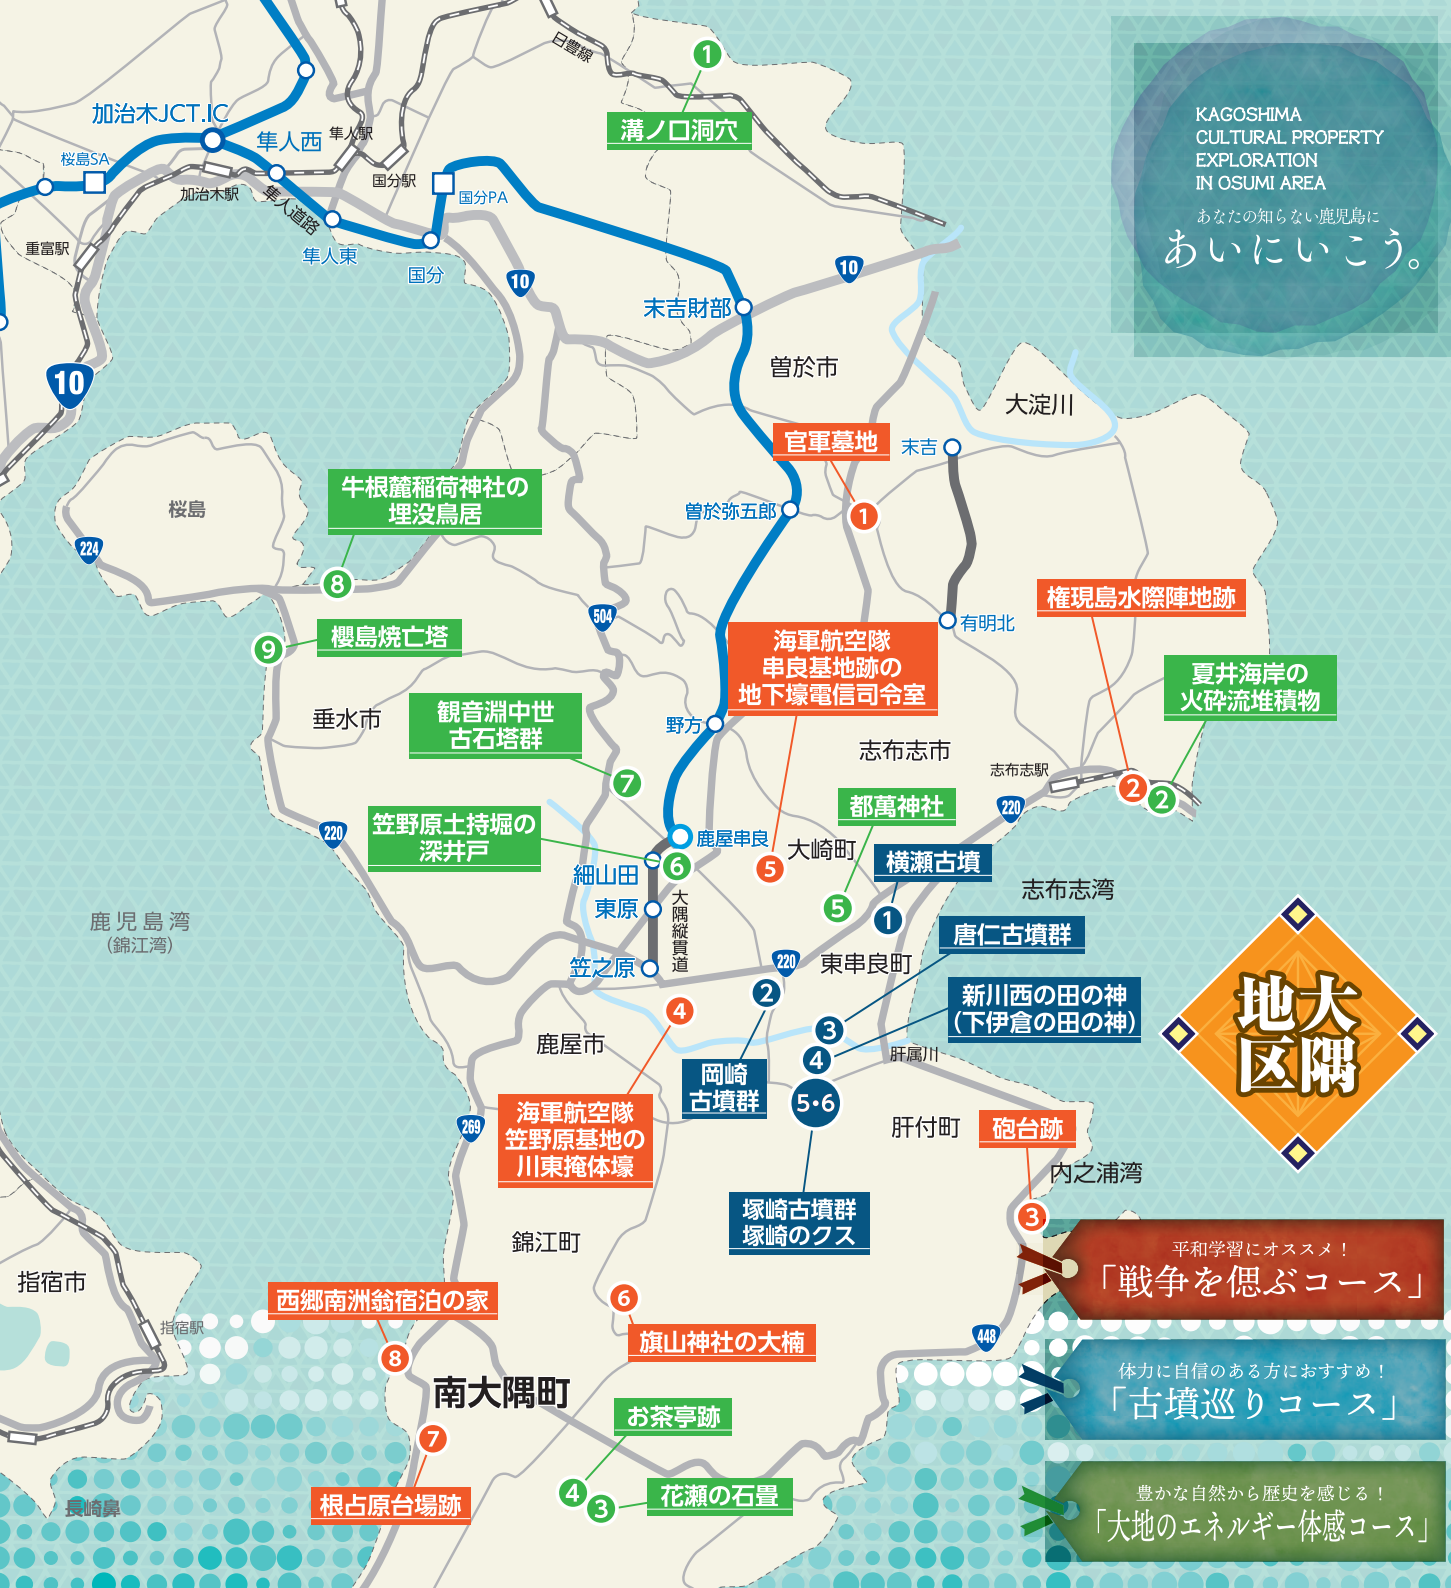 日豊線
1
溝ノ口洞穴
KAGOSHIMA
CULTURAL PROPERTY
EXPLORATION
IN OSUMI AREA
あなたの知らない鹿児島に
あいにいこう。
加治木JCT.IC
隼人西
隼人駅
桜島SA
加治木駅
国分駅
国分PA
隼人道路
重富駅
隼人東
国分
10
10
末吉財部
10
曽於市
大淀川
官軍墓地
末吉
牛根麓稲荷神社の
埋没鳥居
桜島
曽於弥五郎
1
224
8
504
有明北
権現島水際陣地跡
櫻島焼亡塔
9
海軍航空隊
串良基地跡の
地下壕電信司令室
夏井海岸の
火砕流堆積物
垂水市
観音淵中世
古石塔群
野方
志布志市
志布志駅
7
2
2
都萬神社
220
220
笠野原土持堀の
深井戸
鹿屋串良
大崎町
横瀬古墳
6
5
細山田
志布志湾
東原
大隅縦貫道
5
1
鹿児島湾
(錦江湾)
唐仁古墳群
笠之原
220
東串良町
2
新川西の田の神
(下伊倉の田の神)
4
3
鹿屋市
4
肝属川
岡崎
古墳群
5・6
大隅
地区
海軍航空隊
笠野原基地の
川東掩体壕
269
肝付町
砲台跡
内之浦湾
塚崎古墳群
塚崎のクス
3
錦江町
平和学習にオススメ！
「戦争を偲ぶコース」
指宿市
西郷南洲翁宿泊の家
6
指宿駅
旗山神社の大楠
448
8
体力に自信のある方におすすめ！
「古墳巡りコース」
南大隅町
お茶亭跡
7
4
3
花瀬の石畳
根占原台場跡
長崎鼻
豊かな自然から歴史を感じる！
「大地のエネルギー体感コース」